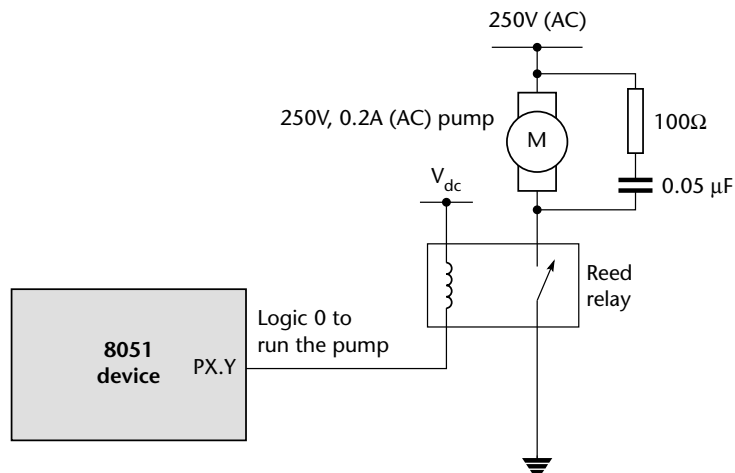 250V (AC)
250V, 0.2A (AC) pump
M
100Ω
0.05 μF
Vdc
Reed
relay
Logic 0 to
run the pump
8051
device
PX.Y